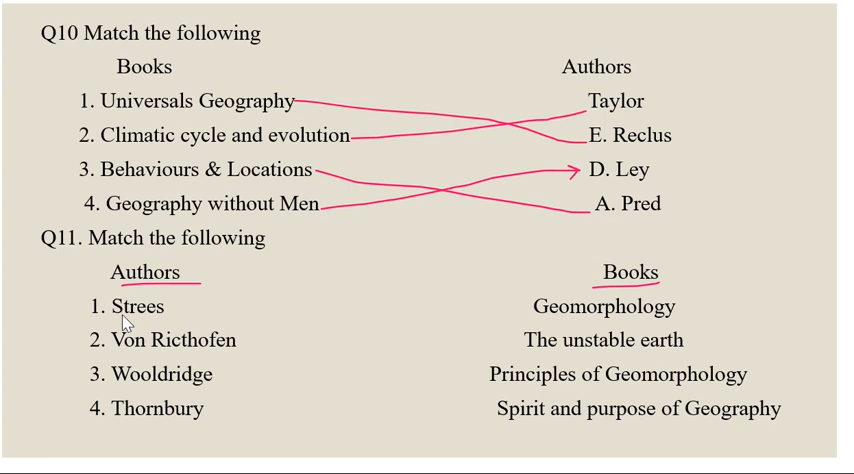 Q10 Match the following
Books Authors
1. Universals Geography Taylor
2. Climatic cycle and evolution E. Reclus
3. Behaviours & Locations D. Ley
4. Geography without Men A. Pred
Q11. Match the following
Authors Books
1. Strees Geomorphology
2. Von Ricthofen The unstable earth
3. Wooldridge Principles of Geomorphology
4. Thornbury Spirit and purpose of Geography